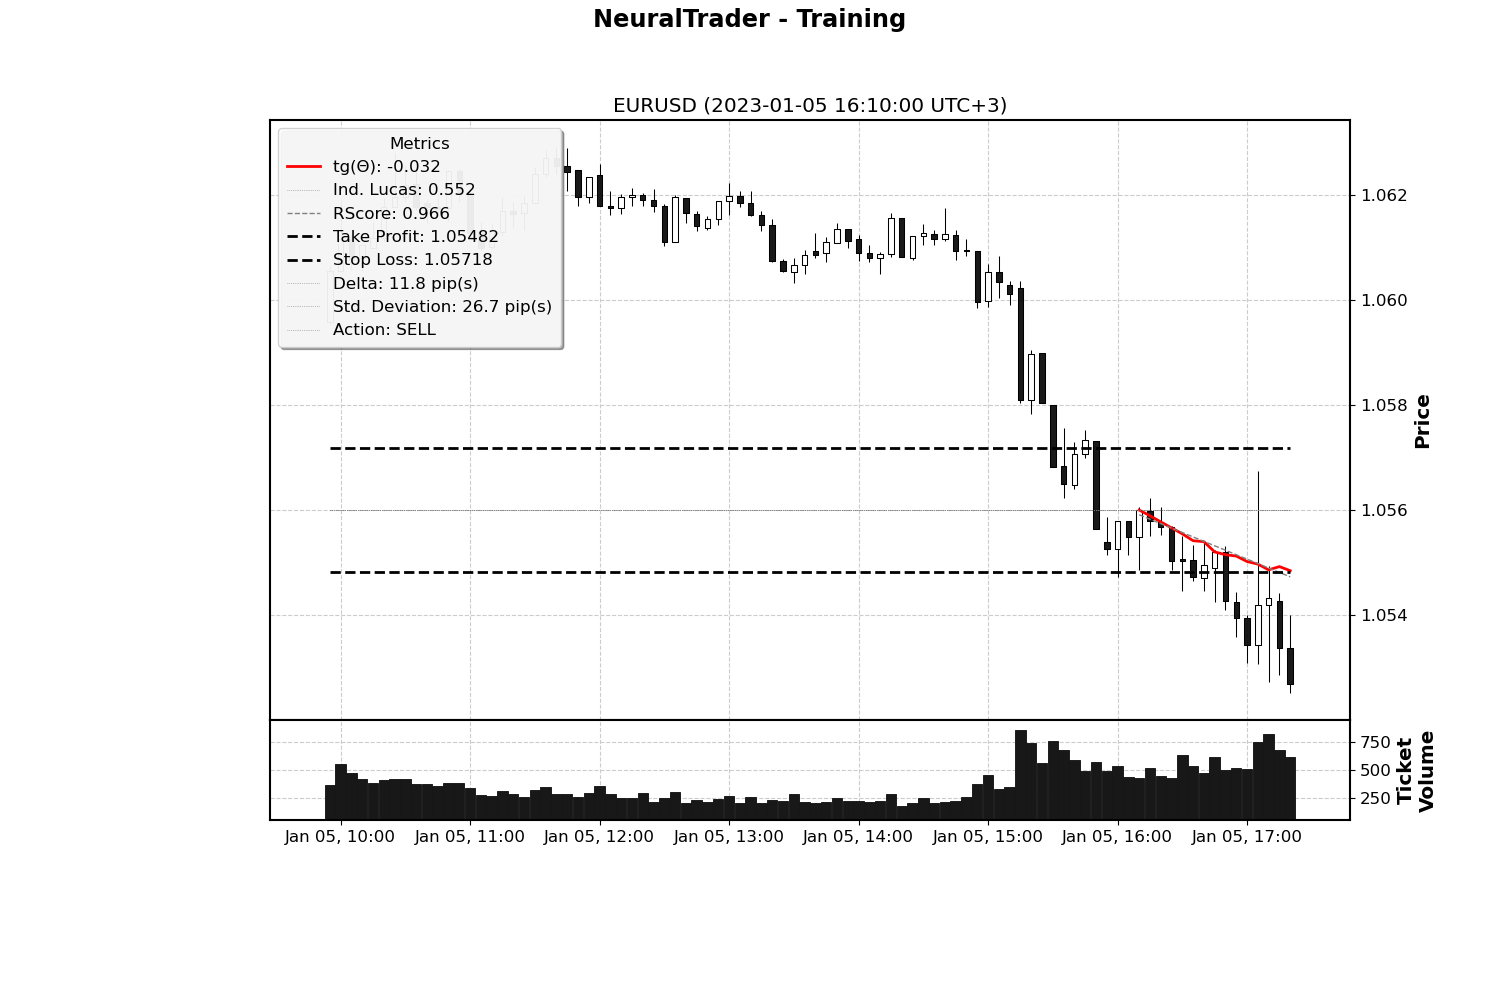 NeuralTrader - Training
EURUSD (2023-01-05 16:10:00 UTC+3)
Metrics
tg(Θ): -0.032
Ind. Lucas: 0.552
RScore: 0.966
Take Profit: 1.05482
Stop Loss: 1.05718
Delta: 11.8 pip(s)
Std. Deviation: 26.7 pip(s)
Action: SELL
1.062
1.060
1.058
1.056
1.054
Price
750
500
250
Ticket
Volume
Jan 05, 10:00
Jan 05, 11:00
Jan 05, 12:00
Jan 05, 13:00
Jan 05, 14:00
Jan 05, 15:00
Jan 05, 16:00
Jan 05, 17:00